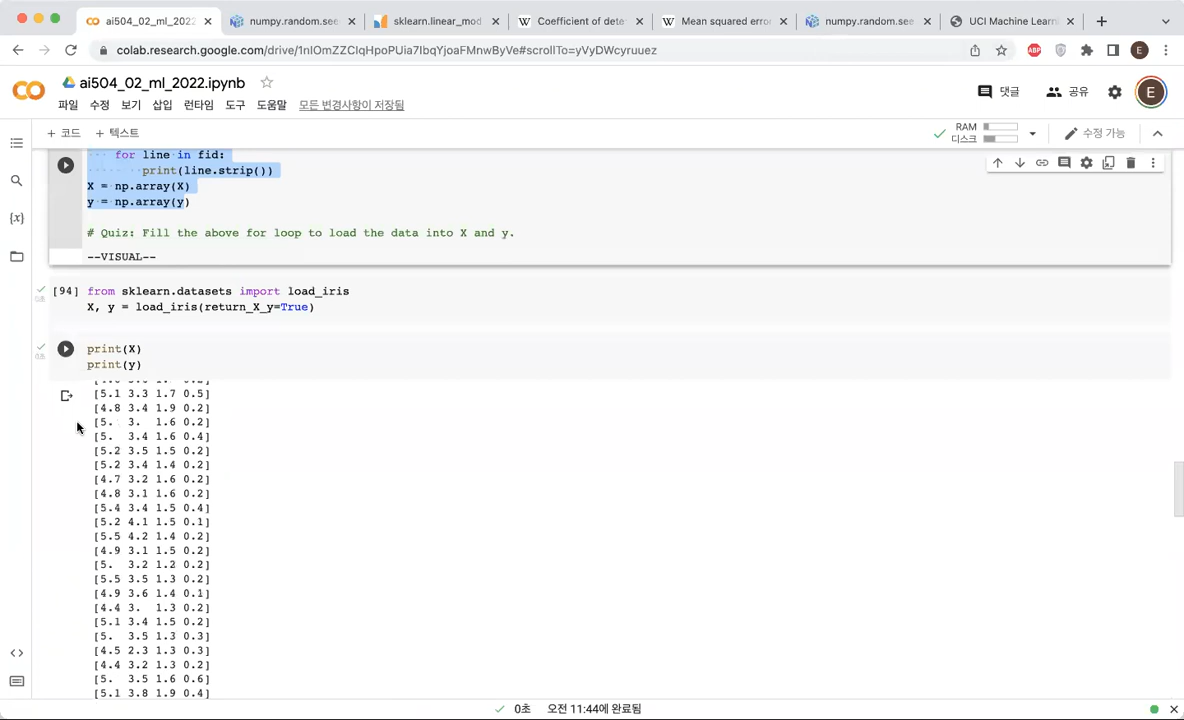 ai504_02_ml_2022
numpy.random.see
sklearn.linear_mod
Coefficient of dete
Mean squared erro
numpy.random.see
UCI Machine Learn
colab.research.google.com/drive/1nIOmZZCIqHpoPUia7IbqYjoaFMnwByVe#scrollTo=yVyDWcyruuez
ABP
E
ai504_02_ml_2022.ipynb
파일 수정 보기 삽입 런타임 도구 도움말 모든 변경사항이 저장됨
댓글
공유
E
+ 코드 + 텍스트
RAM
디스크
수정 가능
for line in fid:
print(line.strip())
X = np.array(X)
y = np.array(y)
# Quiz: Fill the above for loop to load the data into X and y.
--VISUAL--
[94] from sklearn.datasets import load_iris
X, y = load_iris(return_X_y=True)
print(X)
print(y)
[5.1 3.3 1.7 0.5]
[4.8 3.4 1.9 0.2]
[5. 3. 1.6 0.2]
[5. 3.4 1.6 0.4]
[5.2 3.5 1.5 0.2]
[5.2 3.4 1.4 0.2]
[4.7 3.2 1.6 0.2]
[4.8 3.1 1.6 0.2]
[5.4 3.4 1.5 0.4]
[5.2 4.1 1.5 0.1]
[5.5 4.2 1.4 0.2]
[4.9 3.1 1.5 0.2]
[5. 3.2 1.2 0.2]
[5.5 3.5 1.3 0.2]
[4.9 3.6 1.4 0.1]
[4.4 3. 1.3 0.2]
[5.1 3.4 1.5 0.2]
[5. 3.5 1.3 0.3]
[4.5 2.3 1.3 0.3]
[4.4 3.2 1.3 0.2]
[5. 3.5 1.6 0.6]
[5.1 3.8 1.9 0.4]
0초 오전 11:44에 완료됨